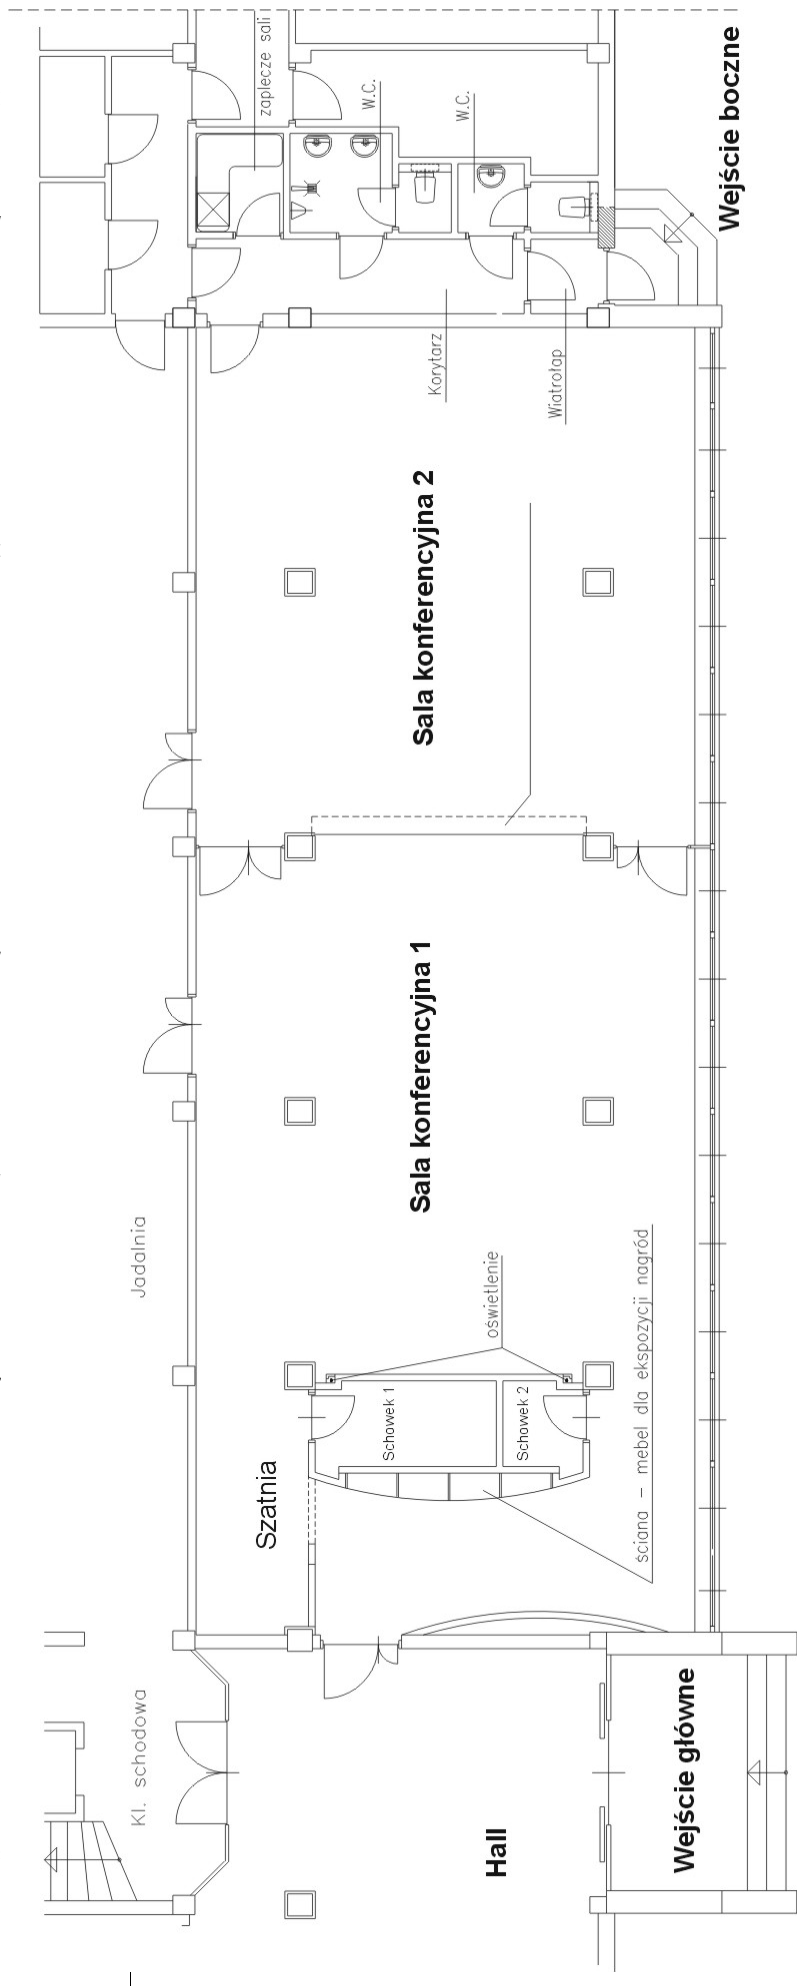 zaplecze sali
W.C.
W.C.
Wejście boczne
Korytarz
Wiatrołap
Sala konferencyjna 2
Sala konferencyjna 1
Jadalnia
oświetlenie
Schowek 1
Schowek 2
ściana – mebel dla ekspozycji nagród
Szatnia
Kl. schodowa
Hall
Wejście główne